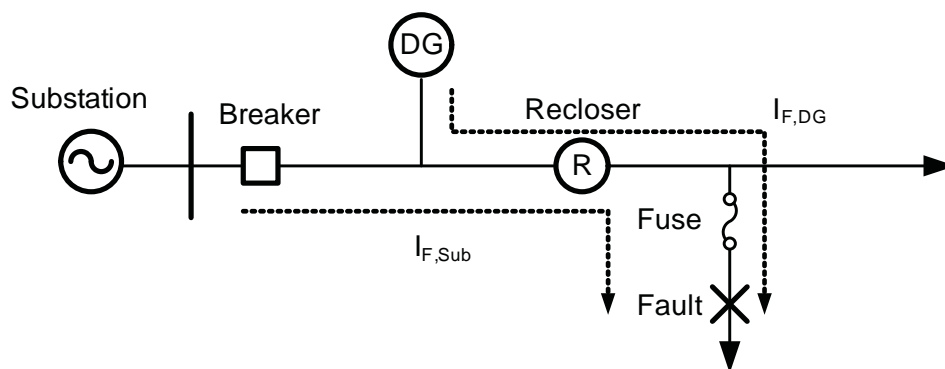 DG
Substation
Breaker
Recloser
I_F,DG
R
Fuse
I_F,Sub
Fault